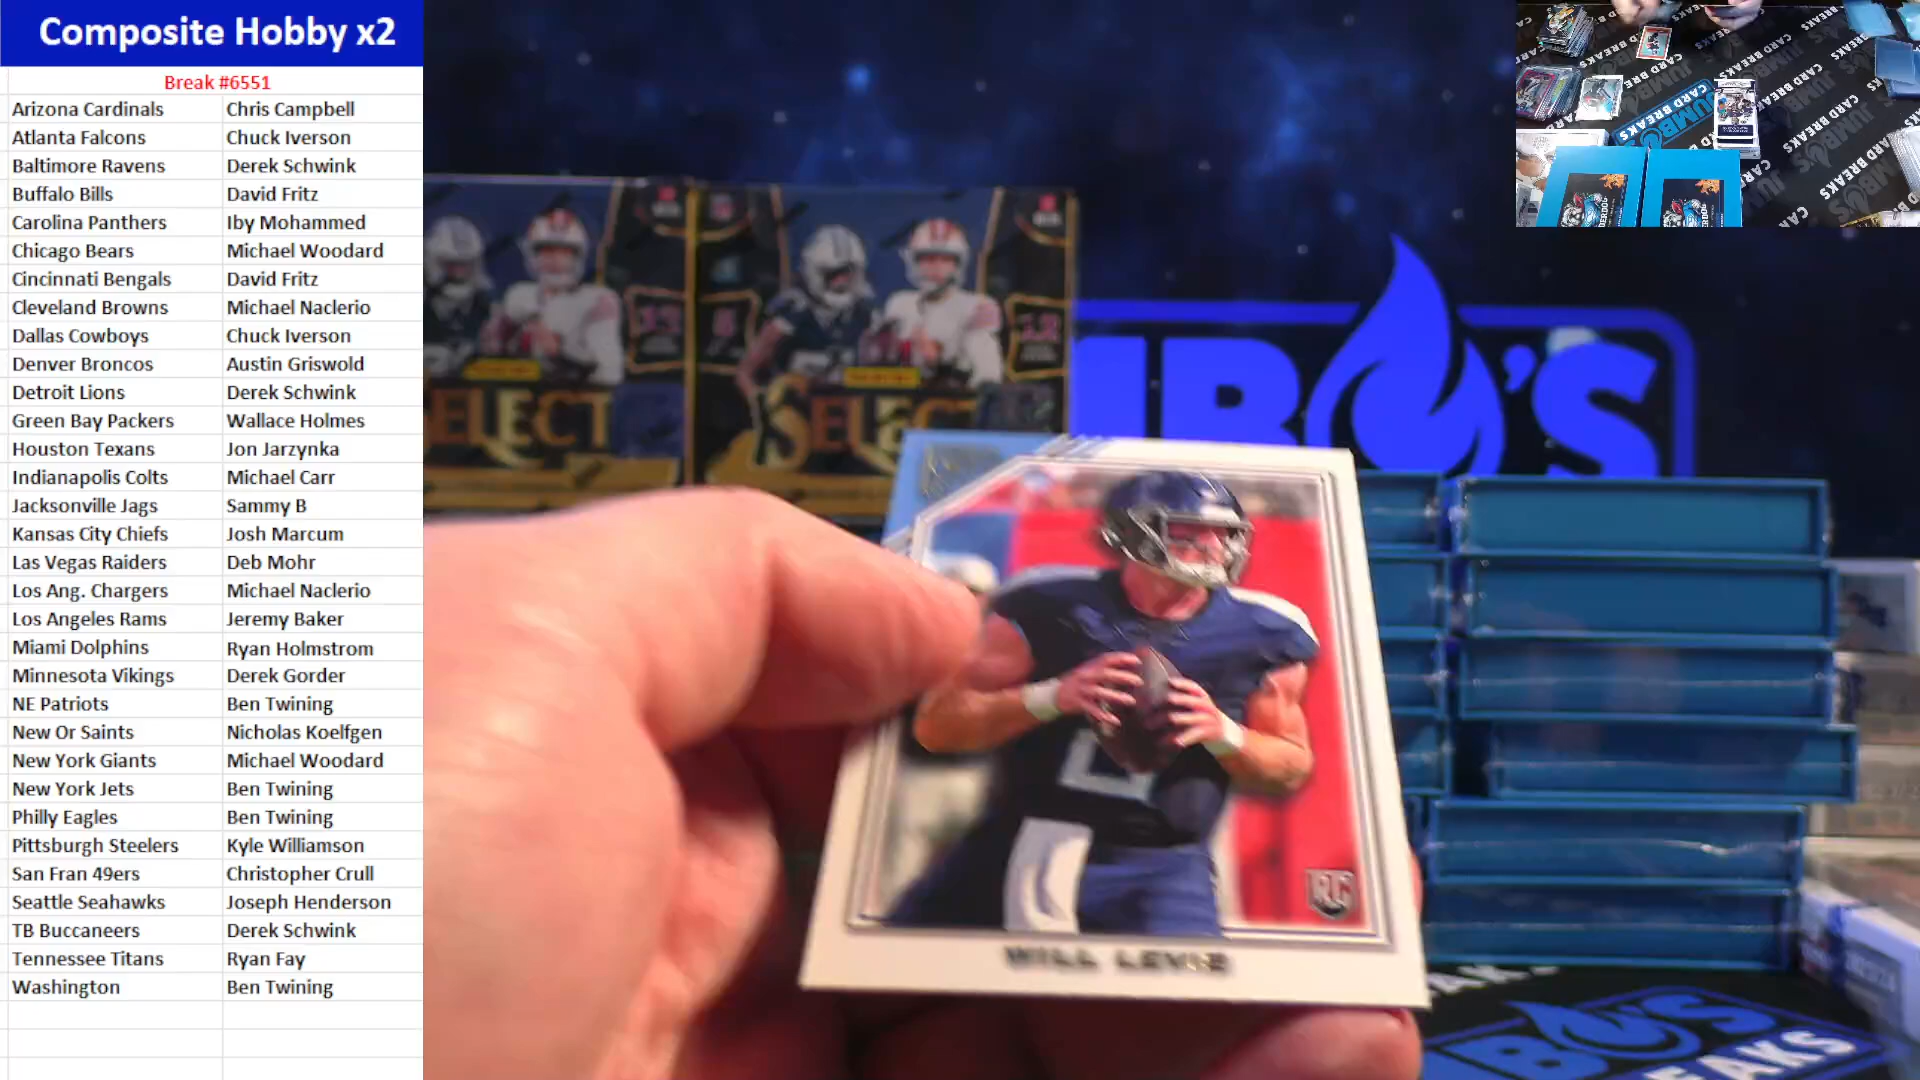 Composite Hobby x2
Break #6551
Arizona Cardinals Chris Campbell
Atlanta Falcons Chuck Iverson
Baltimore Ravens Derek Schwink
Buffalo Bills David Fritz
Carolina Panthers Iby Mohammed
Chicago Bears Michael Woodard
Cincinnati Bengals David Fritz
Cleveland Browns Michael Naclerio
Dallas Cowboys Chuck Iverson
Denver Broncos Austin Griswold
Detroit Lions Derek Schwink
Green Bay Packers Wallace Holmes
Houston Texans Jon Jarzynka
Indianapolis Colts Michael Carr
Jacksonville Jags Sammy B
Kansas City Chiefs Josh Marcum
Las Vegas Raiders Deb Mohr
Los Ang. Chargers Michael Naclerio
Los Angeles Rams Jeremy Baker
Miami Dolphins Ryan Holmstrom
Minnesota Vikings Derek Gorder
NE Patriots Ben Twining
New Or Saints Nicholas Koelfgen
New York Giants Michael Woodard
New York Jets Ben Twining
Philly Eagles Ben Twining
Pittsburgh Steelers Kyle Williamson
San Fran 49ers Christopher Crull
Seattle Seahawks Joseph Henderson
TB Buccaneers Derek Schwink
Tennessee Titans Ryan Fay
Washington Ben Twining
SELECT
RC
WILL LEVIS
CARD BREAKS
JUMBO'S
CARD BREAKS